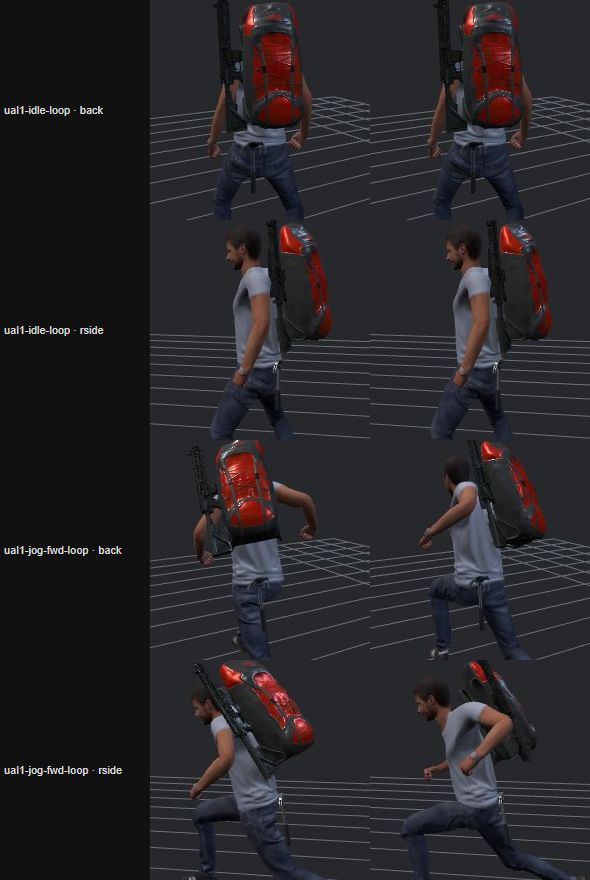 ual1-idle-loop · back
ual1-idle-loop · rside
ual1-jog-fwd-loop · back
ual1-jog-fwd-loop · rside